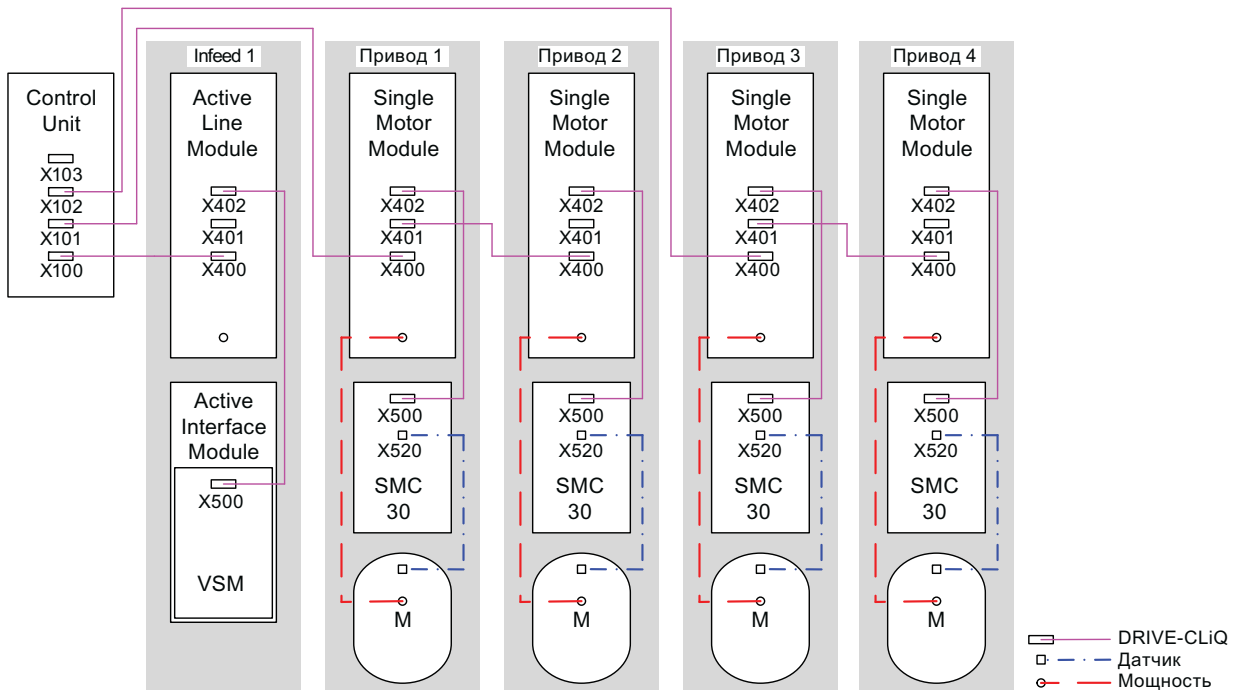 Infeed 1
Привод 1
Привод 2
Привод 3
Привод 4
Control
Unit
X103
X102
X101
X100
Active
Line
Module
X402
X401
X400
Active
Interface
Module
X500
VSM
Single
Motor
Module
X402
X401
X400
X500
X520
SMC
30
M
Single
Motor
Module
X402
X401
X400
X500
X520
SMC
30
M
Single
Motor
Module
X402
X401
X400
X500
X520
SMC
30
M
Single
Motor
Module
X402
X401
X400
X500
X520
SMC
30
M
DRIVE-CLiQ
Датчик
Мощность